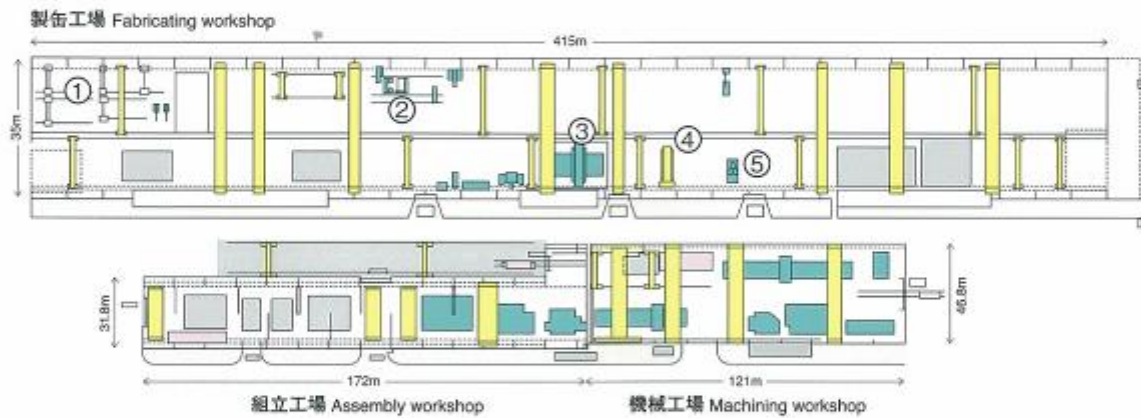 製缶工場 Fabricating workshop
415m
35m
①
②
③
④
⑤
31.8m
46.8m
172m
121m
組立工場 Assembly workshop
機械工場 Machining workshop